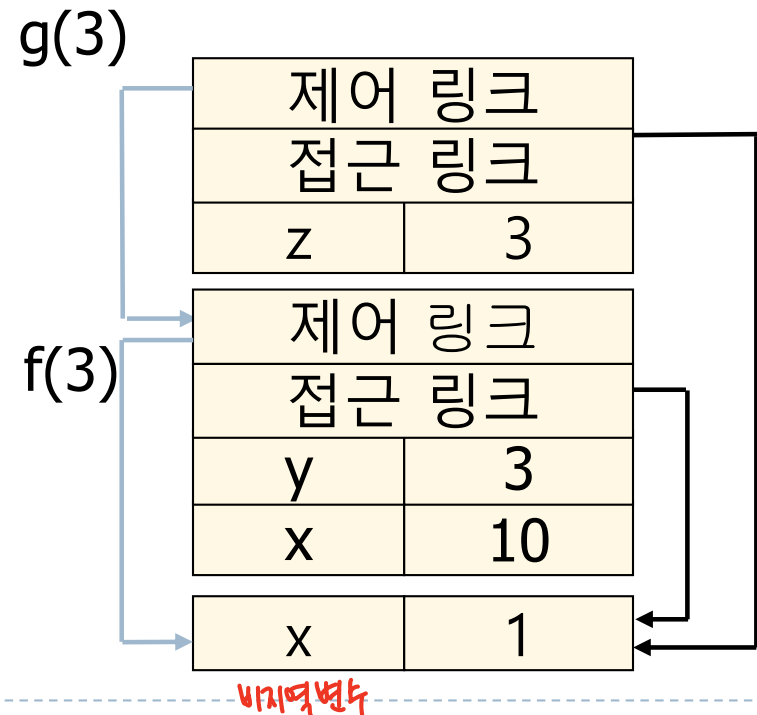 g(3)
제어 링크
접근 링크
z 3
제어 링크
f(3)
접근 링크
y 3
x 10
x 1
비지역변수